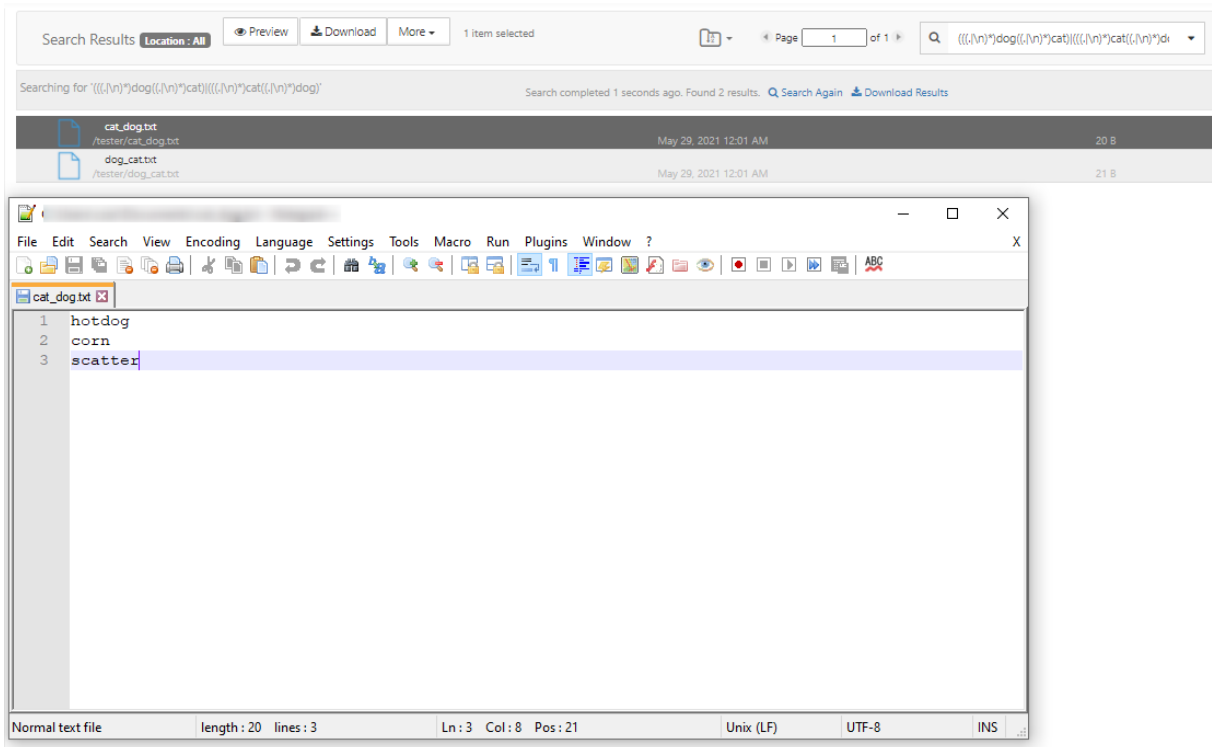 Search Results Location : All Preview Download More 1 item selected Page 1 of 1 (((.|\n)*)dog((.|\n)*)cat)|(((.|\n)*)cat((.|\n)*)d
Searching for '(((.|\n)*)dog((.|\n)*)cat)|(((.|\n)*)cat((.|\n)*)dog)' Search completed 1 seconds ago. Found 2 results. Search Again Download Results
cat_dog.txt
/tester/cat_dog.txt May 29, 2021 12:01 AM 20 B
dog_cat.txt
/tester/dog_cat.txt May 29, 2021 12:01 AM 21 B
File Edit Search View Encoding Language Settings Tools Macro Run Plugins Window ? X
ABC
cat_dog.txt
1 hotdog
2 corn
3 scatter
Normal text file length : 20 lines : 3 Ln : 3 Col : 8 Pos : 21 Unix (LF) UTF-8 INS